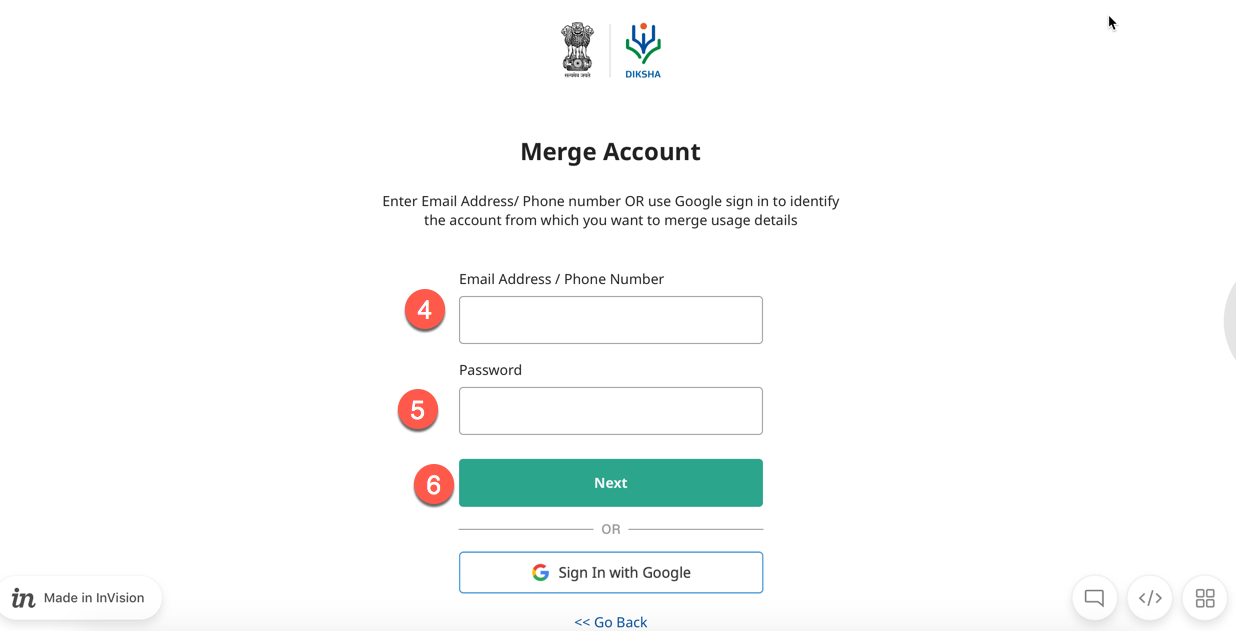 सत्यमेव जयते
DIKSHA
Merge Account
Enter Email Address/ Phone number OR use Google sign in to identify
the account from which you want to merge usage details
Email Address / Phone Number
4
Password
5
6
Next
OR
G Sign In with Google
in Made in InVision
</>
<< Go Back